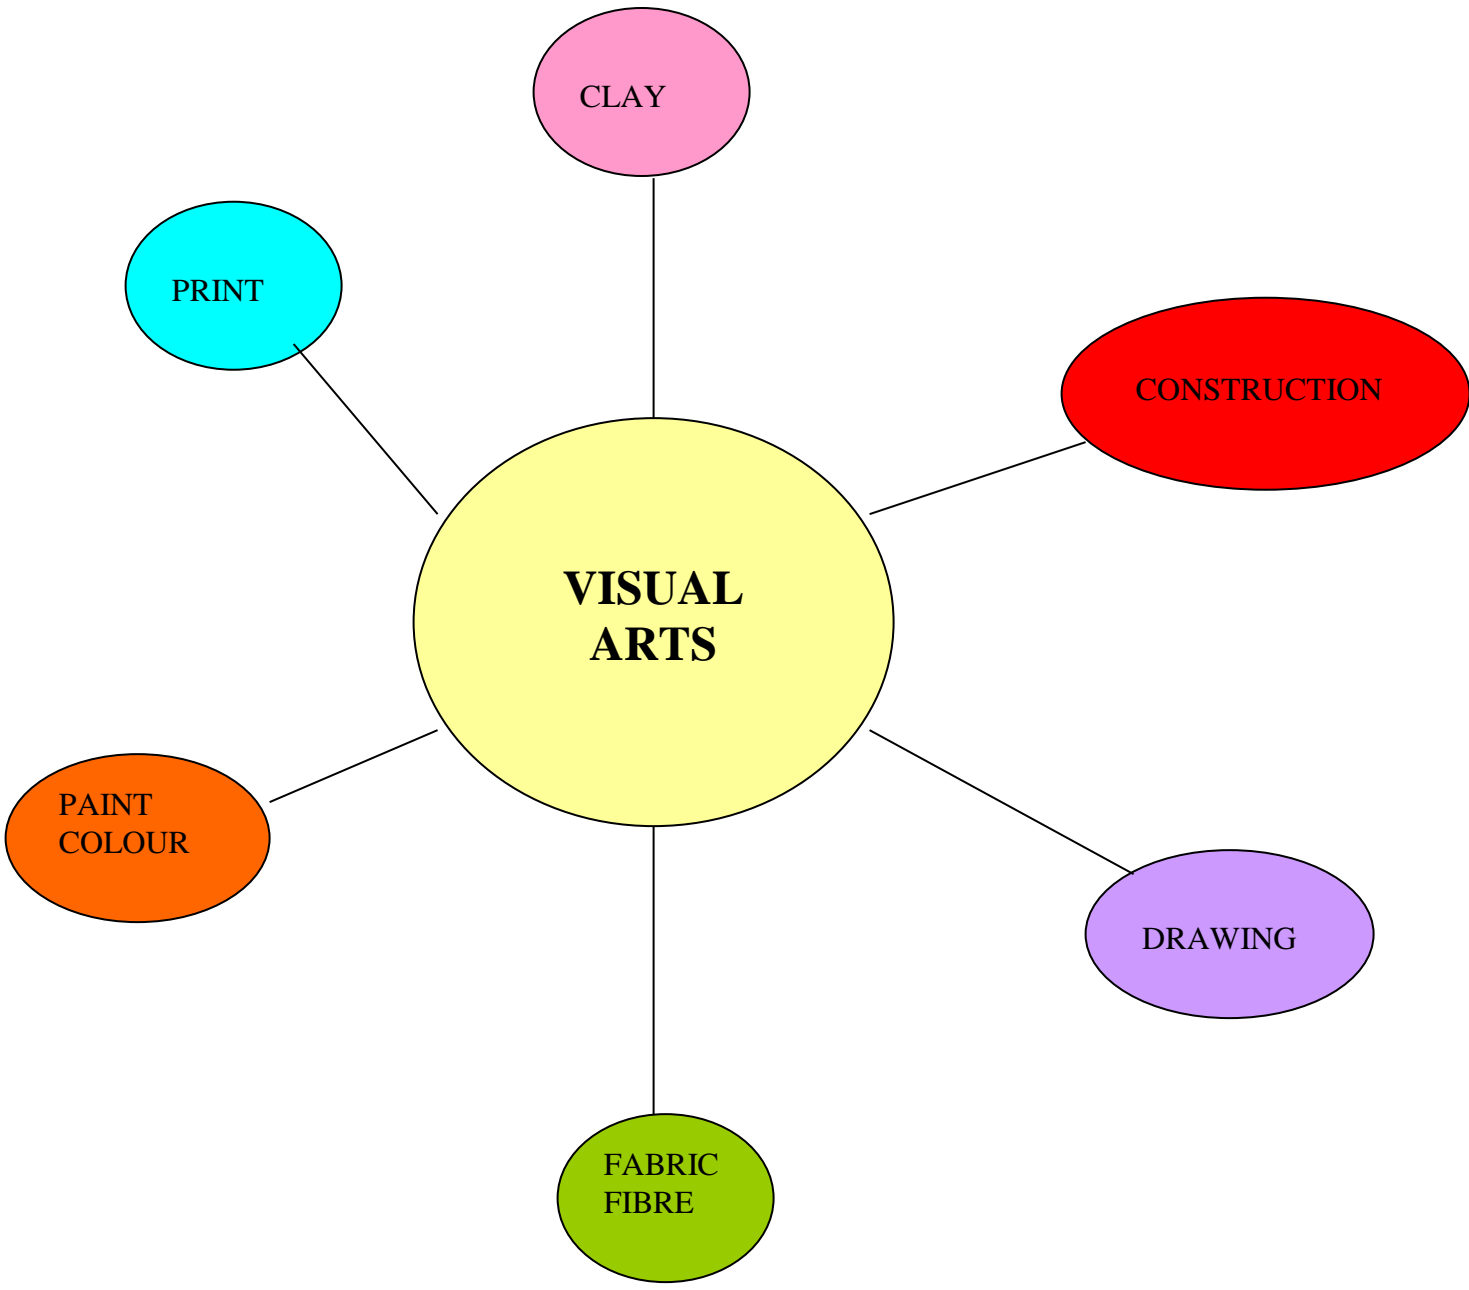 CLAY
PRINT
CONSTRUCTION
VISUAL
ARTS
PAINT
COLOUR
DRAWING
FABRIC
FIBRE